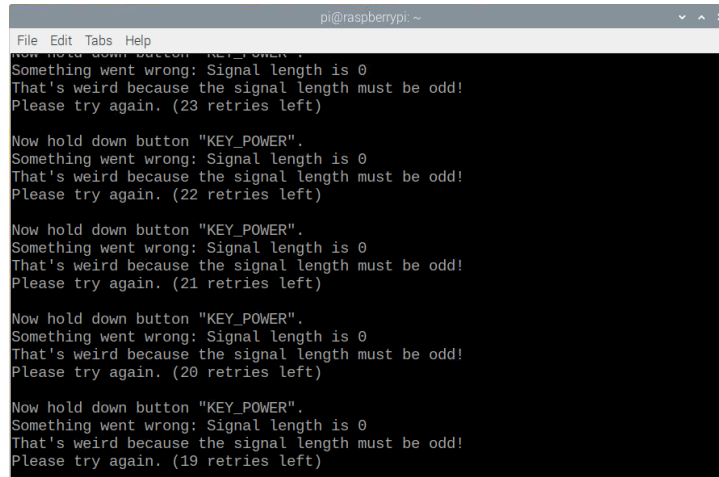 pi@raspberrypi: ~
File Edit Tabs Help
Now hold down button "KEY_POWER".
Something went wrong: Signal length is 0
That's weird because the signal length must be odd!
Please try again. (23 retries left)
Now hold down button "KEY_POWER".
Something went wrong: Signal length is 0
That's weird because the signal length must be odd!
Please try again. (22 retries left)
Now hold down button "KEY_POWER".
Something went wrong: Signal length is 0
That's weird because the signal length must be odd!
Please try again. (21 retries left)
Now hold down button "KEY_POWER".
Something went wrong: Signal length is 0
That's weird because the signal length must be odd!
Please try again. (20 retries left)
Now hold down button "KEY_POWER".
Something went wrong: Signal length is 0
That's weird because the signal length must be odd!
Please try again. (19 retries left)